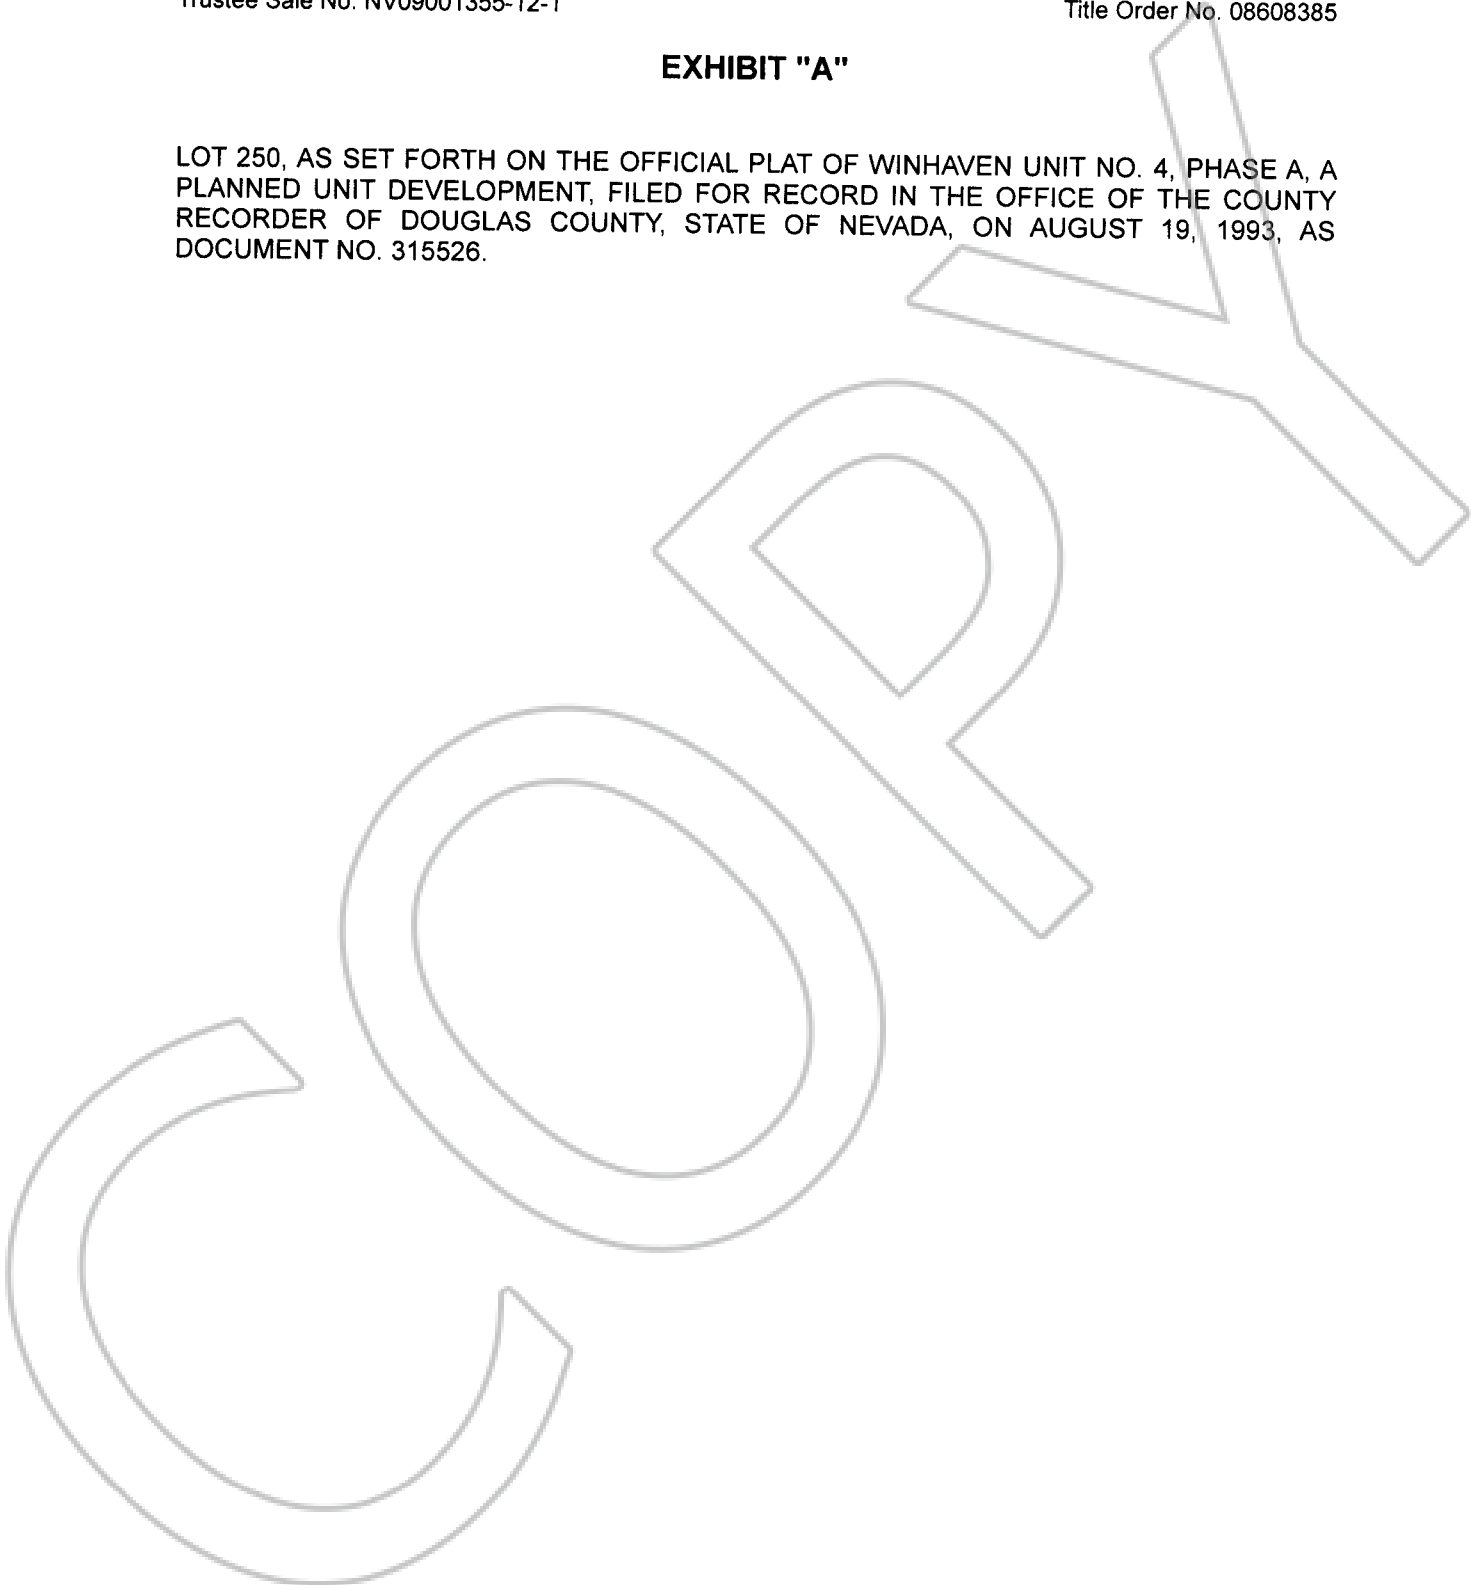 Trustee Sale No. NV09001355-12-1
Title Order No. 08608385
EXHIBIT "A"
LOT 250, AS SET FORTH ON THE OFFICIAL PLAT OF WINHAVEN UNIT NO. 4, PHASE A, A
PLANNED UNIT DEVELOPMENT, FILED FOR RECORD IN THE OFFICE OF THE COUNTY
RECORDER OF DOUGLAS COUNTY, STATE OF NEVADA, ON AUGUST 19, 1993, AS
DOCUMENT NO. 315526.
COPY